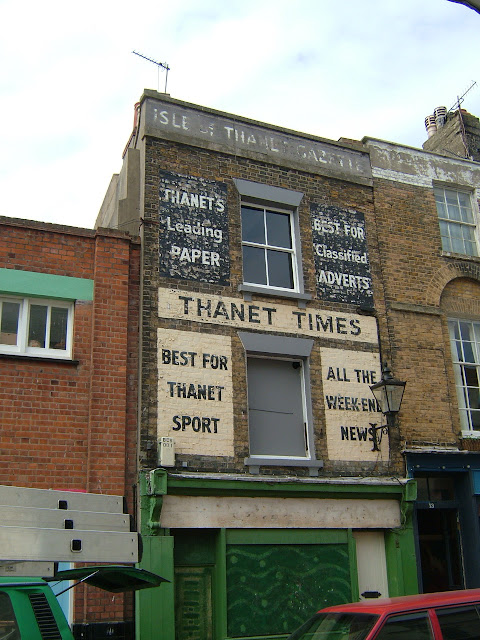 ISLE OF THANET GAZETTE
THANET'S
Leading
PAPER
BEST FOR
Classified
ADVERTS
THANET TIMES
BEST FOR
THANET
SPORT
ALL THE
WEEK-END
NEWS